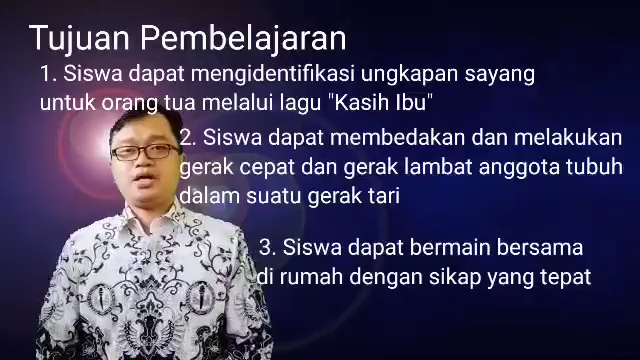 Tujuan Pembelajaran
1. Siswa dapat mengidentifikasi ungkapan sayang
untuk orang tua melalui lagu "Kasih Ibu"
2. Siswa dapat membedakan dan melakukan
gerak cepat dan gerak lambat anggota tubuh
dalam suatu gerak tari
3. Siswa dapat bermain bersama
di rumah dengan sikap yang tepat